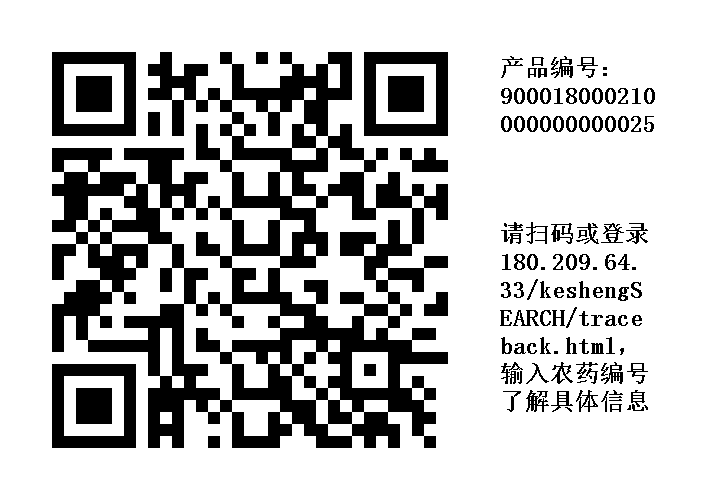 产品编号：
900018000210
000000000025
请扫码或登录
180.209.64.
33/keshengS
EARCH/trace
back.html，
输入农药编号
了解具体信息